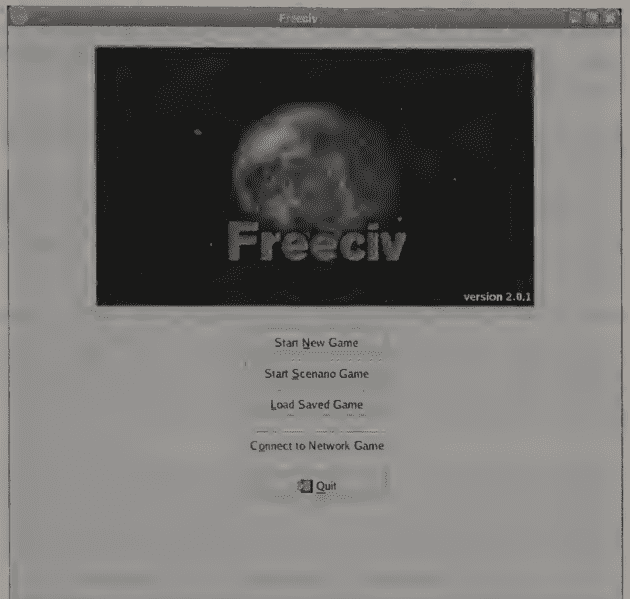 Freeciv
Freeciv
version 2.0.1
Start New Game
Start Scenario Game
Load Saved Game
Connect to Network Game
Quit